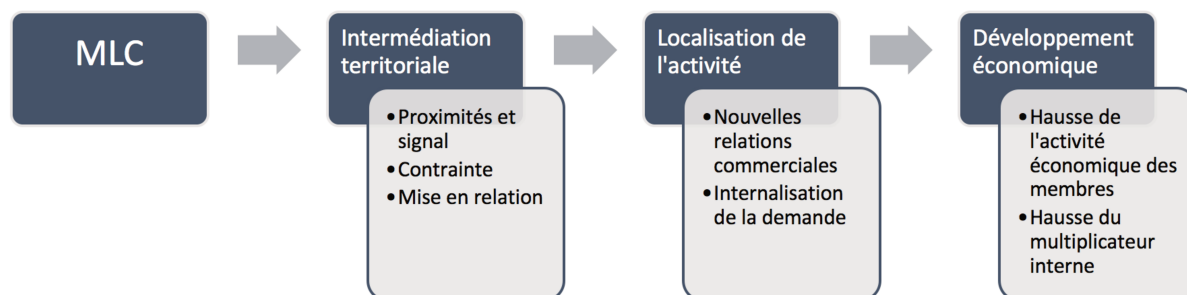 MLC
Intermédiation
territoriale
•Proximités et
signal
•Contrainte
•Mise en relation
Localisation de
l'activité
•Nouvelles
relations
commerciales
•Internalisation
de la demande
Développement
économique
•Hausse de
l'activité
économique des
membres
•Hausse du
multiplicateur
interne